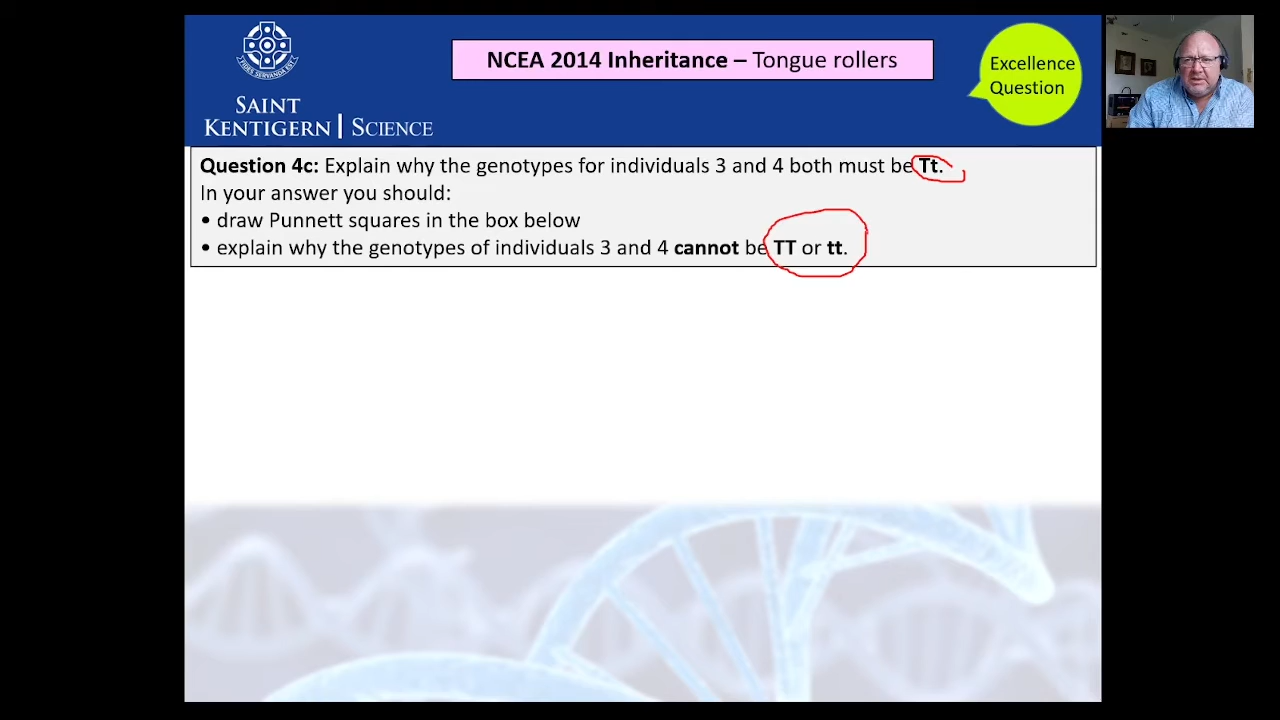 NCEA 2014 Inheritance – Tongue rollers
Excellence
Question
SAINT
KENTIGERN | SCIENCE
Question 4c: Explain why the genotypes for individuals 3 and 4 both must be Tt.
In your answer you should:
• draw Punnett squares in the box below
• explain why the genotypes of individuals 3 and 4 cannot be TT or tt.